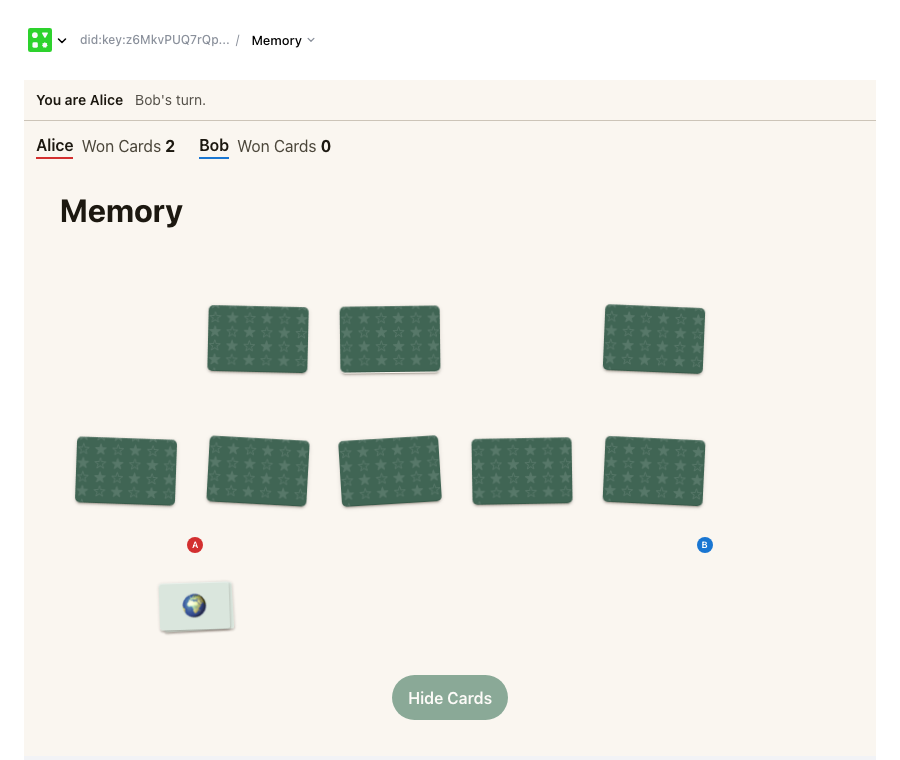 did:key:z6MkvPUQ7rQp... / Memory
You are Alice Bob's turn.
Alice Won Cards 2 Bob Won Cards 0
Memory
A B
Hide Cards